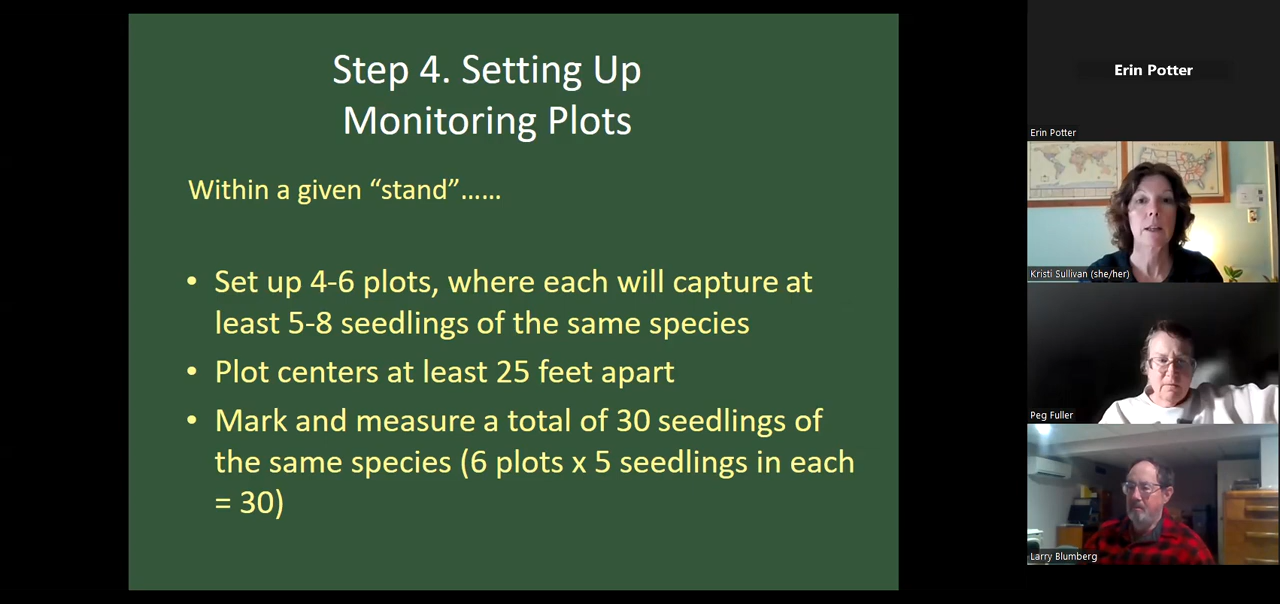 Step 4. Setting Up
Monitoring Plots
Within a given “stand”......
• Set up 4-6 plots, where each will capture at
least 5-8 seedlings of the same species
• Plot centers at least 25 feet apart
• Mark and measure a total of 30 seedlings of
the same species (6 plots x 5 seedlings in each
= 30)
Erin Potter
Erin Potter
Kristi Sullivan (she/her)
Peg Fuller
Larry Blumberg